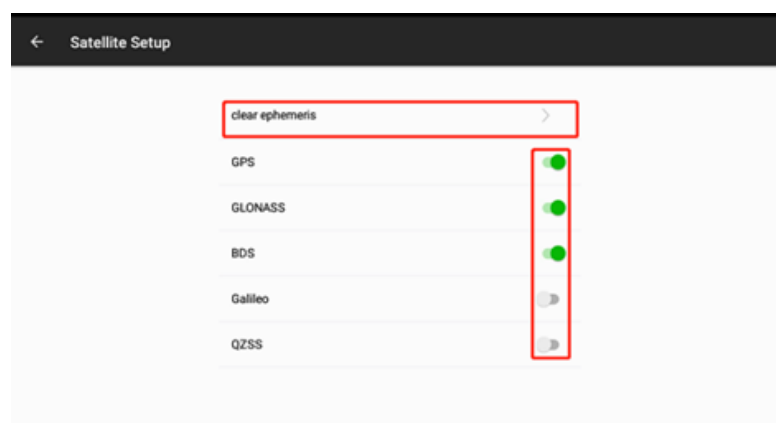 Satellite Setup
clear ephemeris
GPS
GLONASS
BDS
Galileo
QZSS